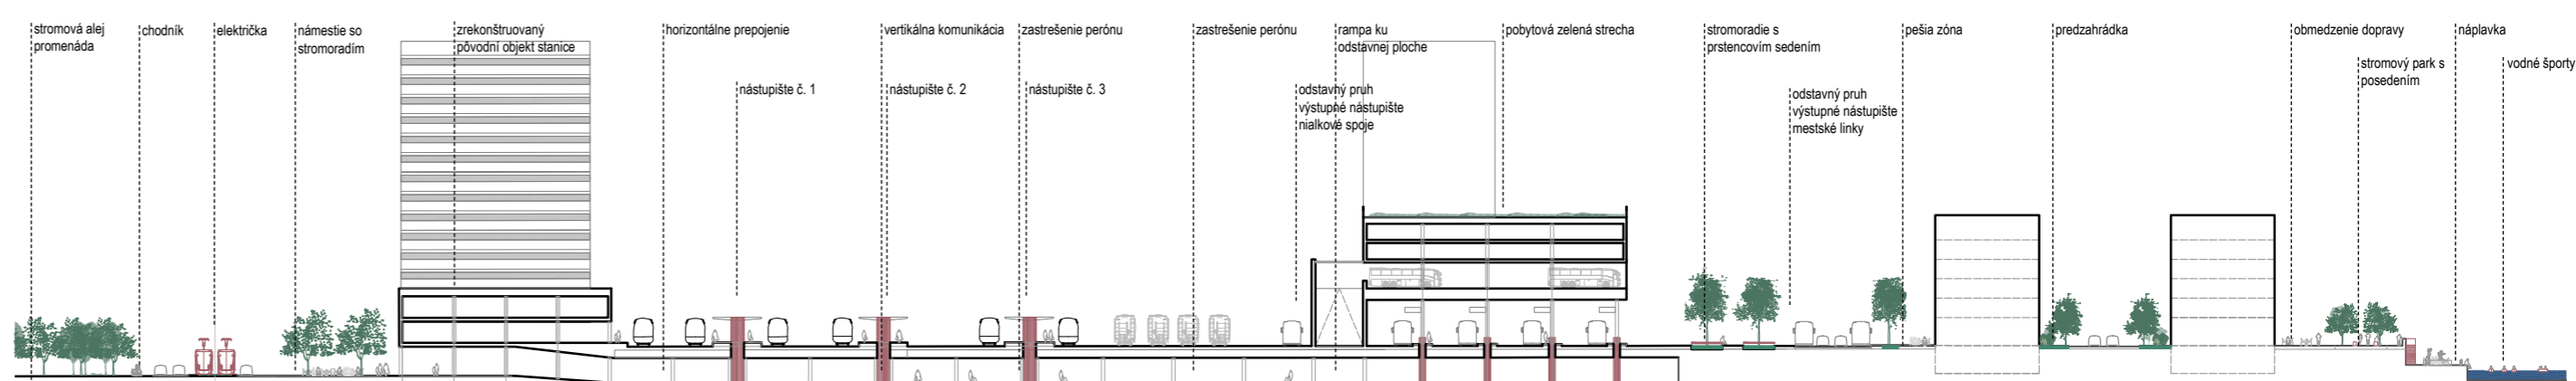 stromová alej
promenáda
chodník
električka
námestie so
stromoradím
zrekonštruovaný
pôvodný objekt stanice
horizontálne prepojenie
nástupište č. 1
vertikálna komunikácia
nástupište č. 2
zastrešenie perónu
nástupište č. 3
zastrešenie perónu
odstavný pruh
výstupné nástupište
nialkové spoje
rampa ku
odstavnej ploche
pobytová zelená strecha
stromoradie s
prstencovím sedením
odstavný pruh
výstupné nástupište
mestské linky
pešia zóna
predzahrádka
obmedzenie dopravy
stromový park s
posedením
náplavka
vodné športy